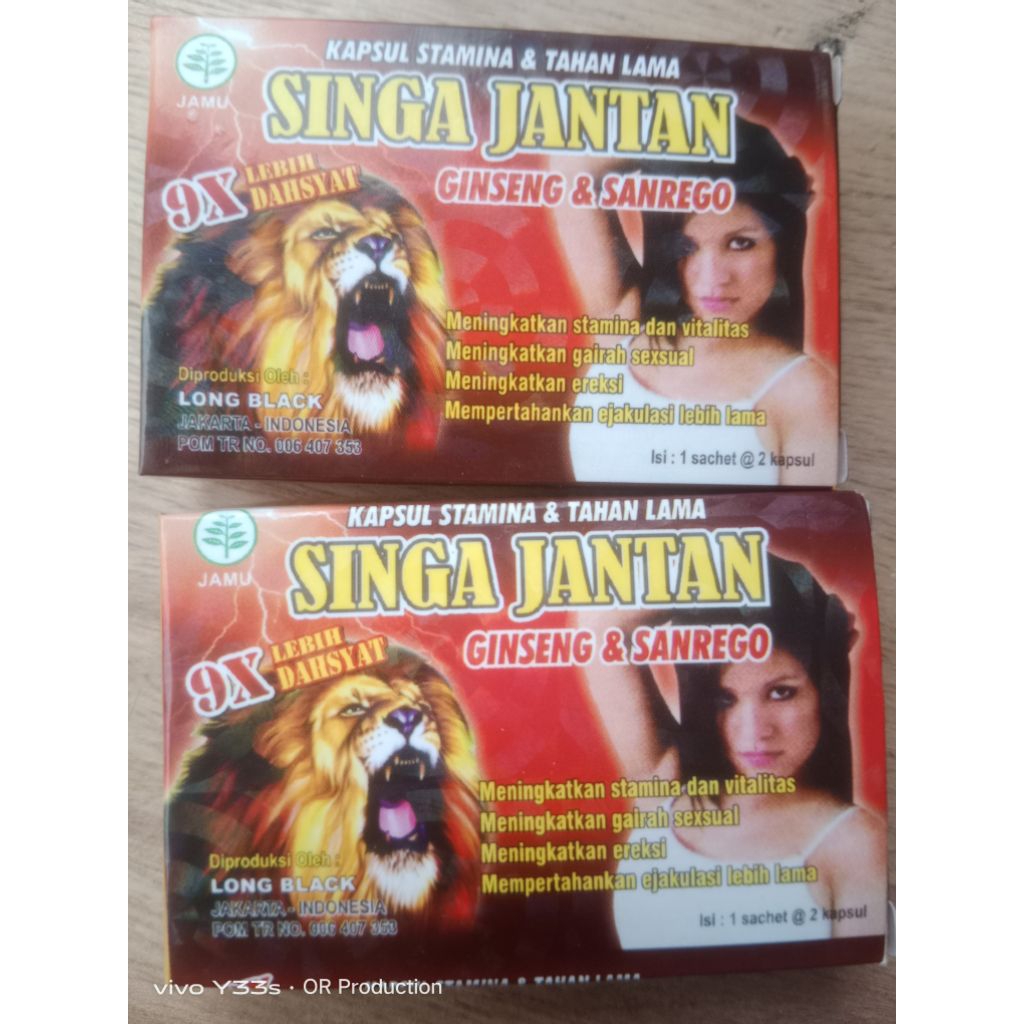 KAPSUL STAMINA & TAHAN LAMA
JAMU
SINGA JANTAN
9X LEBIH
DAHSYAT
GINSENG & SANREGO
Meningkatkan stamina dan vitalitas
Meningkatkan gairah sexsual
Meningkatkan ereksi
Mempertahankan ejakulasi lebih lama
Diproduksi Oleh :
LONG BLACK
JAKARTA - INDONESIA
POM TR NO. 006 407 353
Isi : 1 sachet @ 2 kapsul
KAPSUL STAMINA & TAHAN LAMA
JAMU
SINGA JANTAN
9X LEBIH
DAHSYAT
GINSENG & SANREGO
Meningkatkan stamina dan vitalitas
Meningkatkan gairah sexsual
Meningkatkan ereksi
Mempertahankan ejakulasi lebih lama
Diproduksi Oleh :
LONG BLACK
JAKARTA - INDONESIA
POM TR NO. 006 407 353
Isi : 1 sachet @ 2 kapsul
STAMINA & TAHAN LAMA
vivo Y33s · OR Production